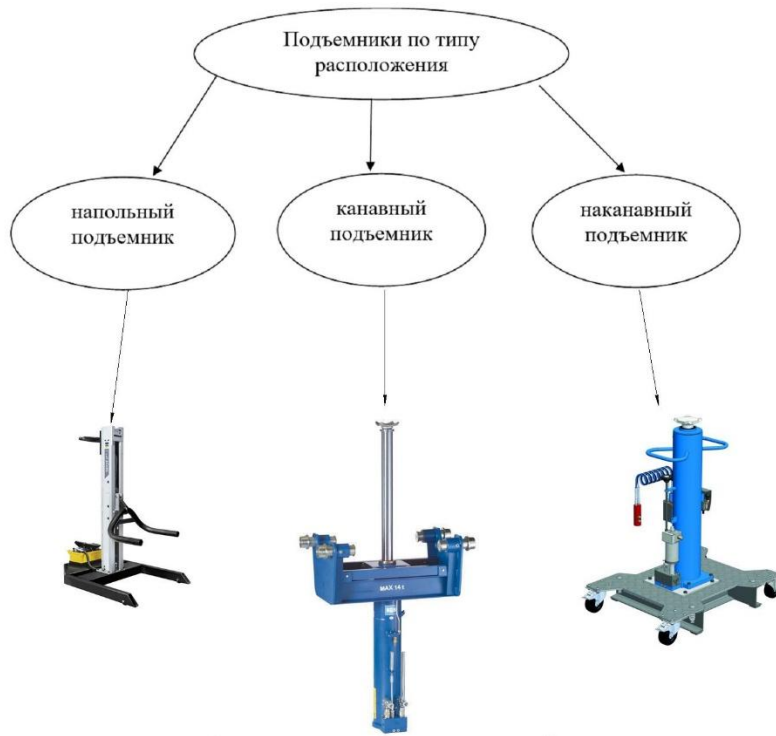 Подъемники по типу
расположения
напольный
подъемник
канавный
подъемник
наканавный
подъемник
MAX 14 t